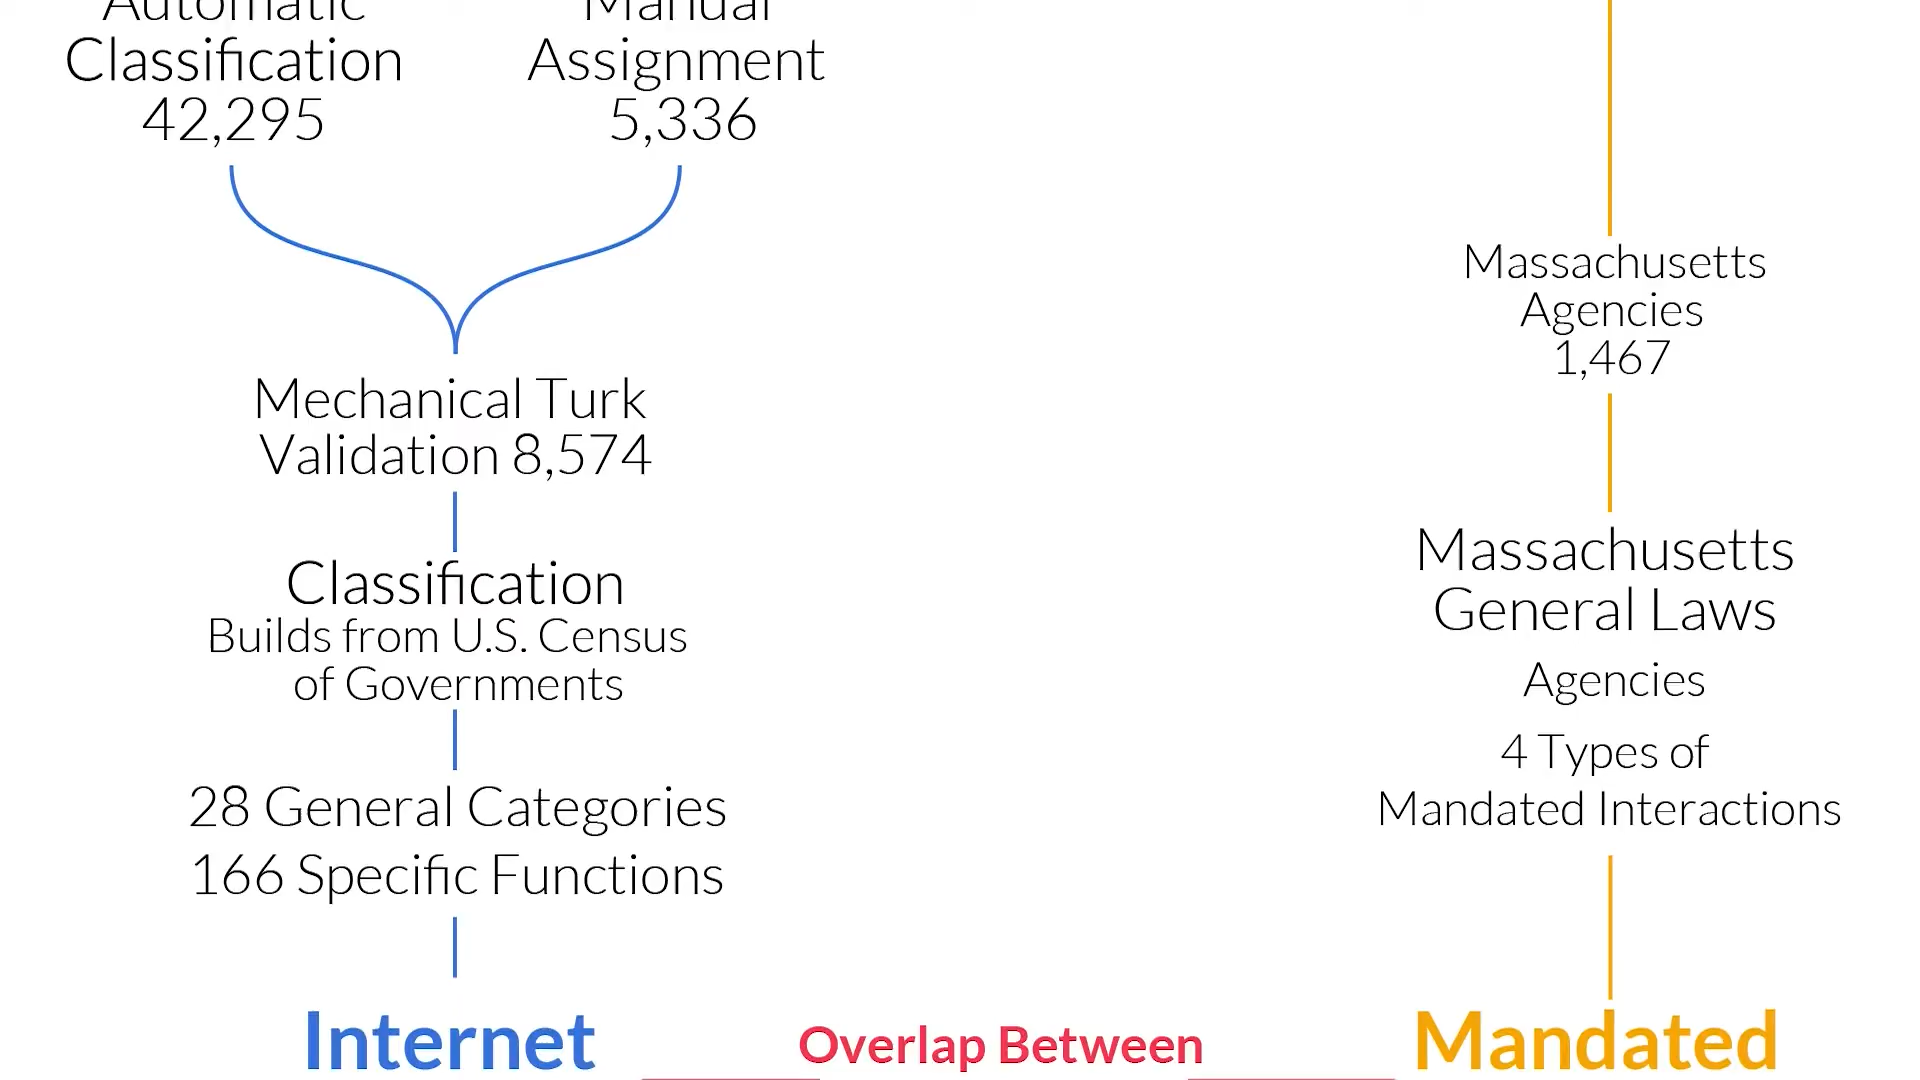 Automatic
Classification
42,295
Manual
Assignment
5,336
Mechanical Turk
Validation 8,574
Classification
Builds from U.S. Census
of Governments
28 General Categories
166 Specific Functions
Internet
Overlap Between
Massachusetts
Agencies
1,467
Massachusetts
General Laws
Agencies
4 Types of
Mandated Interactions
Mandated